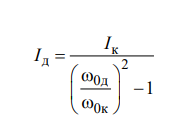 I_д = I_к / ((ω_0д / ω_0к)^2 − 1)